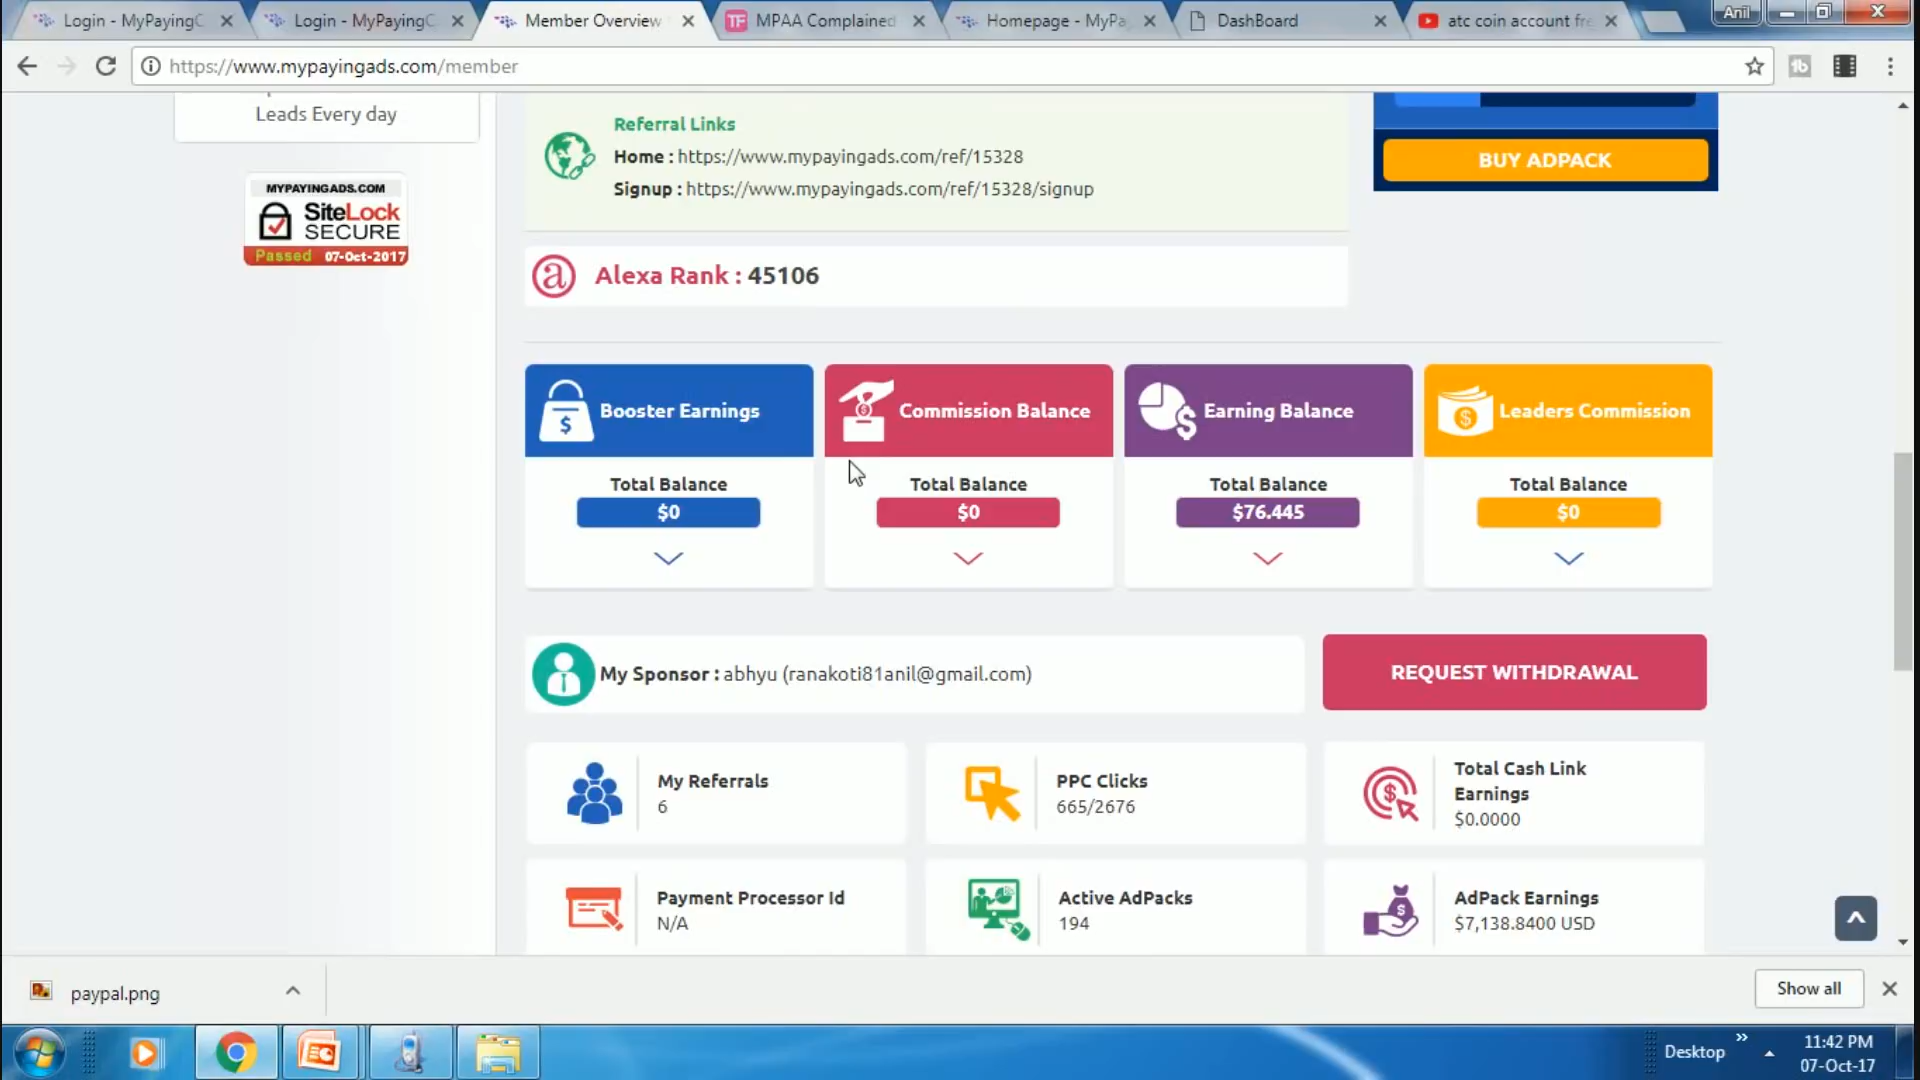 Login - MyPayingC
Login - MyPayingC
Member Overview
MPAA Complained
Homepage - MyPa
DashBoard
atc coin account fre
Anil
https://www.mypayingads.com/member
Leads Every day
MYPAYINGADS.COM
SiteLock
SECURE
Passed 07-Oct-2017
Referral Links
Home : https://www.mypayingads.com/ref/15328
Signup : https://www.mypayingads.com/ref/15328/signup
BUY ADPACK
Alexa Rank : 45106
Booster Earnings
Total Balance
$0
Commission Balance
Total Balance
$0
Earning Balance
Total Balance
$76.445
Leaders Commission
Total Balance
$0
My Sponsor : abhyu (ranakoti81anil@gmail.com)
REQUEST WITHDRAWAL
My Referrals
6
PPC Clicks
665/2676
Total Cash Link
Earnings
$0.0000
Payment Processor Id
N/A
Active AdPacks
194
AdPack Earnings
$7,138.8400 USD
paypal.png
Show all
Desktop
11:42 PM
07-Oct-17